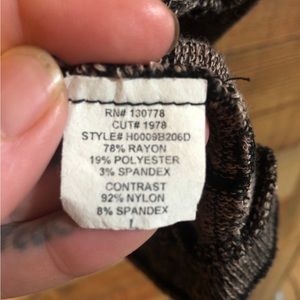 RN# 130778
CUT# 1978
STYLE# H0009B206D
78% RAYON
19% POLYESTER
3% SPANDEX
CONTRAST
92% NYLON
8% SPANDEX
L